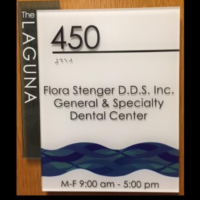 The
LAGUNA
450
⠼⠙⠑⠚
Flora Stenger D.D.S. Inc.
General & Specialty
Dental Center
M-F 9:00 am - 5:00 pm